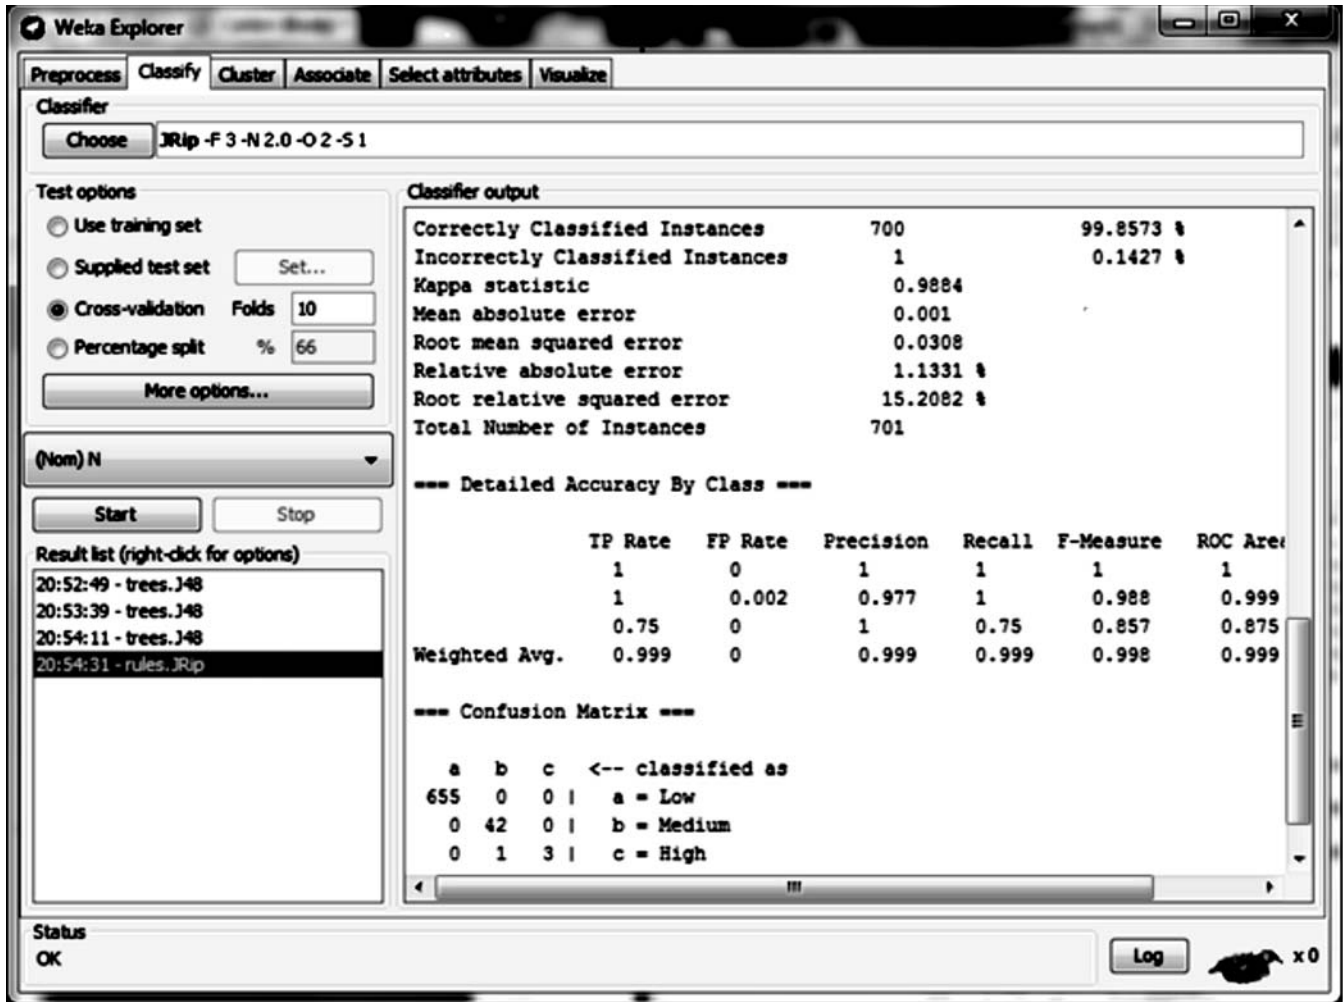 Weka Explorer
X
Preprocess Classify Cluster Associate Select attributes Visualize
Classifier
Choose JRip -F 3 -N 2.0 -O 2 -S 1
Test options
Use training set
Supplied test set Set...
Cross-validation Folds 10
Percentage split % 66
More options...
(Nom) N
Start Stop
Result list (right-click for options)
20:52:49 - trees.J48
20:53:39 - trees.J48
20:54:11 - trees.J48
20:54:31 - rules.JRip
Classifier output
Correctly Classified Instances 700 99.8573 %
Incorrectly Classified Instances 1 0.1427 %
Kappa statistic 0.9884
Mean absolute error 0.001
Root mean squared error 0.0308
Relative absolute error 1.1331 %
Root relative squared error 15.2082 %
Total Number of Instances 701
=== Detailed Accuracy By Class ===
TP Rate FP Rate Precision Recall F-Measure ROC Area
1 0 1 1 1 1
1 0.002 0.977 1 0.988 0.999
0.75 0 1 0.75 0.857 0.875
Weighted Avg. 0.999 0 0.999 0.999 0.998 0.999
=== Confusion Matrix ===
a b c <-- classified as
655 0 0 | a = Low
0 42 0 | b = Medium
0 1 3 | c = High
Status
OK
Log x 0